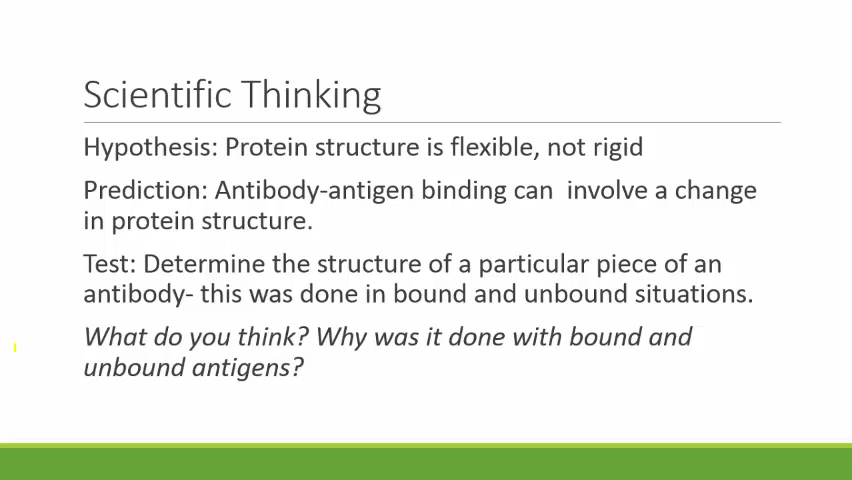 Scientific Thinking
Hypothesis: Protein structure is flexible, not rigid
Prediction: Antibody-antigen binding can  involve a change
in protein structure.
Test: Determine the structure of a particular piece of an
antibody- this was done in bound and unbound situations.
What do you think? Why was it done with bound and
unbound antigens?